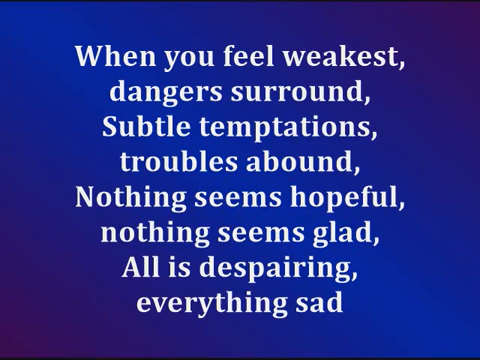 When you feel weakest,
dangers surround,
Subtle temptations,
troubles abound,
Nothing seems hopeful,
nothing seems glad,
All is despairing,
everything sad